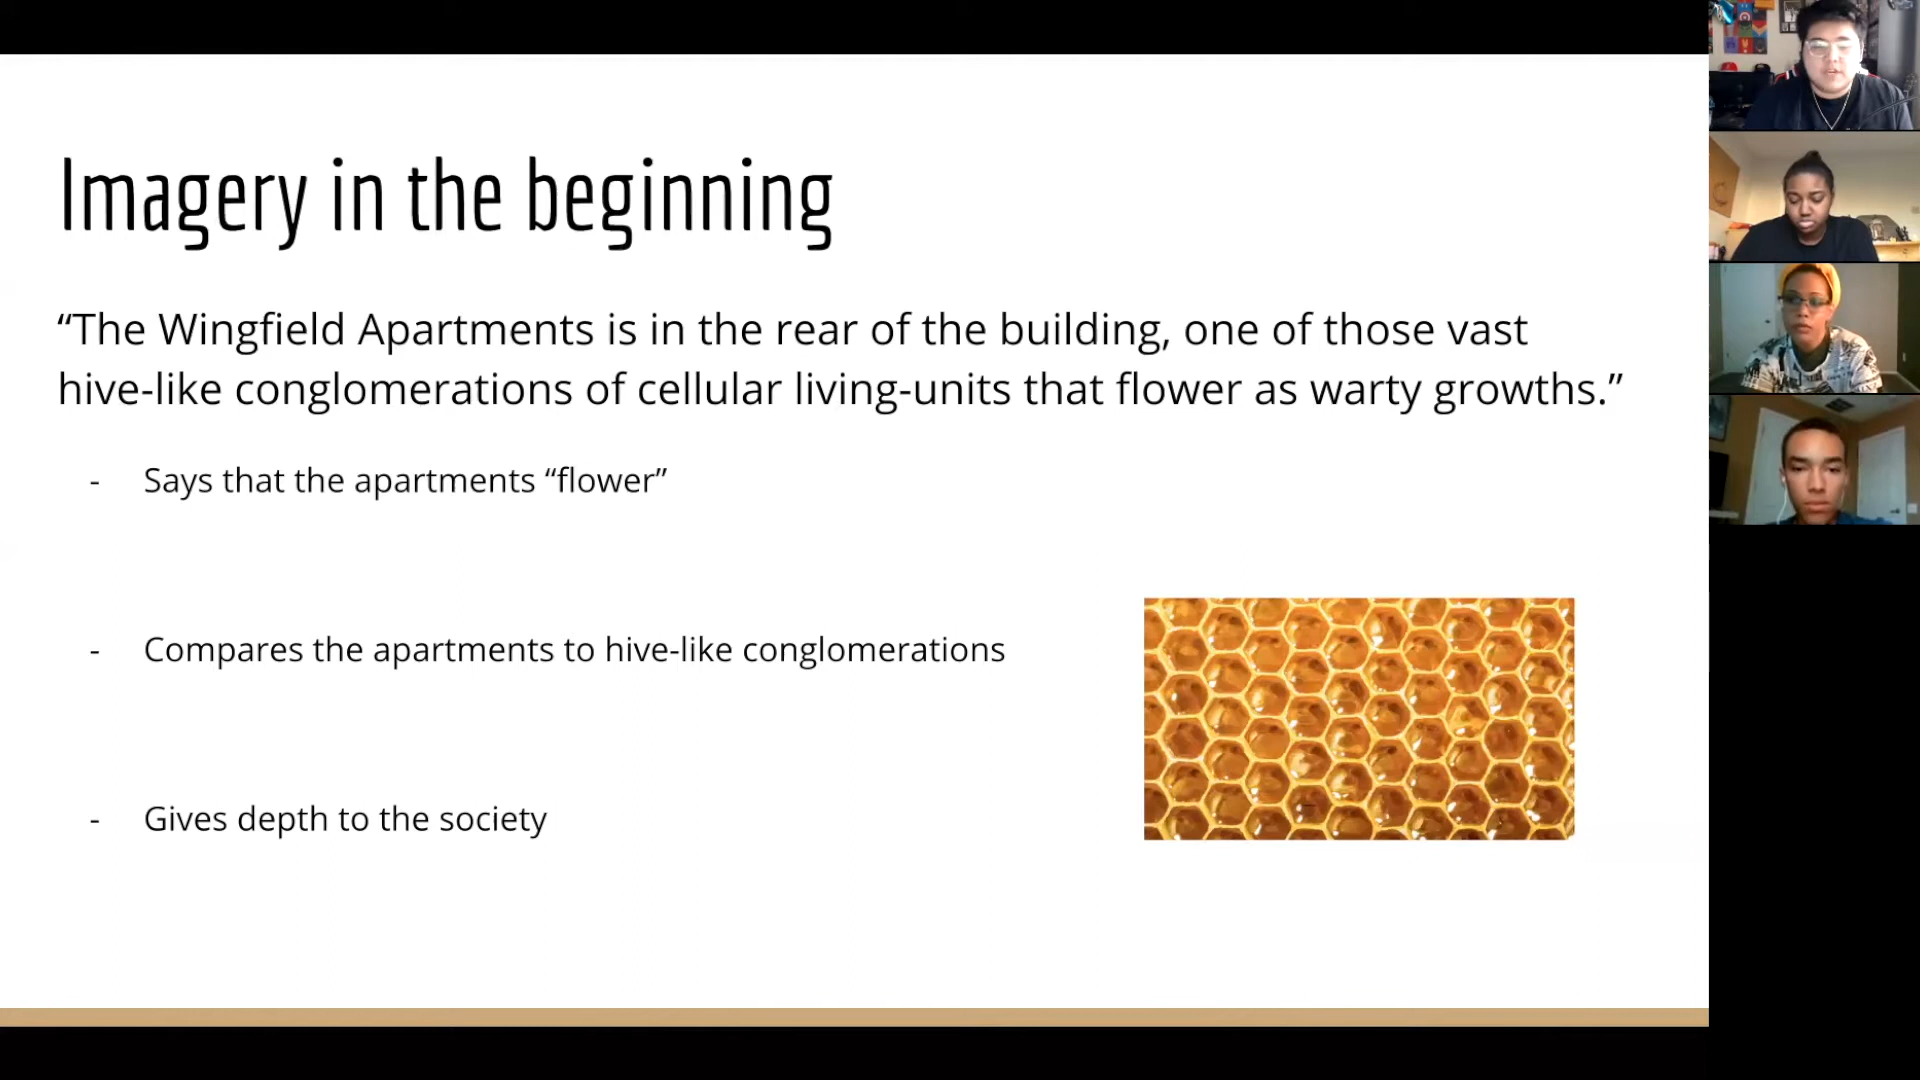 Imagery in the beginning
“The Wingfield Apartments is in the rear of the building, one of those vast
hive-like conglomerations of cellular living-units that flower as warty growths.”
- Says that the apartments “flower”
- Compares the apartments to hive-like conglomerations
- Gives depth to the society